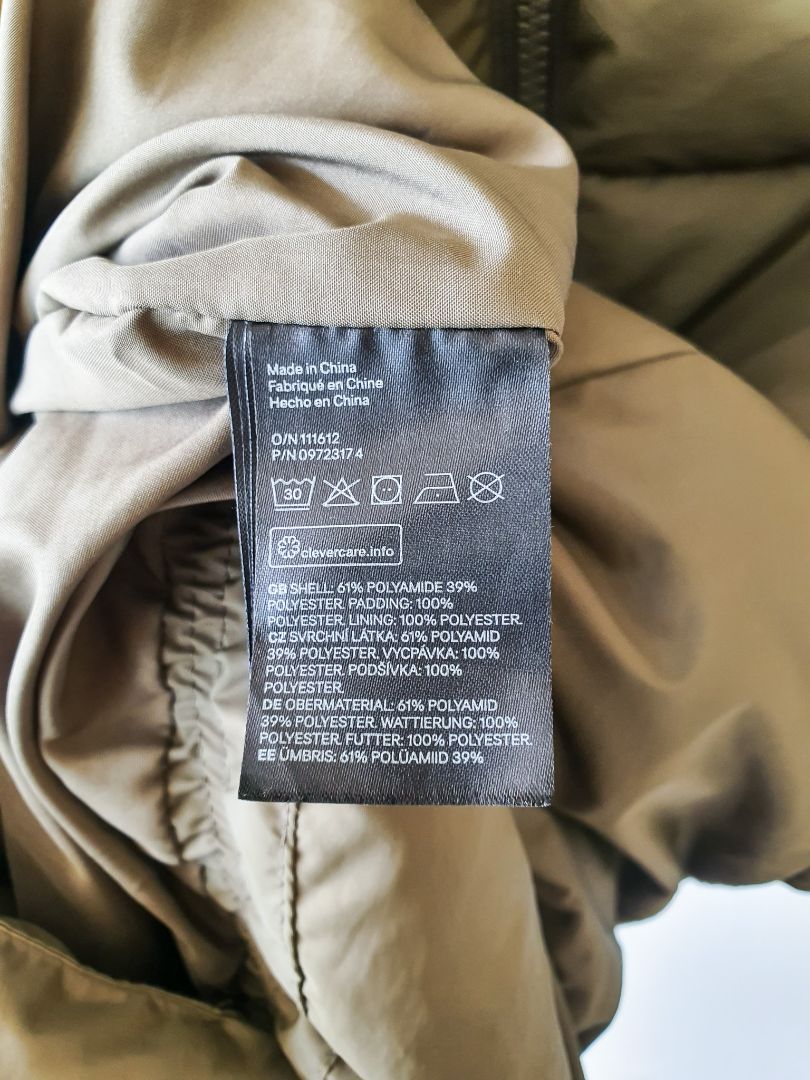 Made in China
Fabriqué en Chine
Hecho en China
O/N 111612
P/N 0972317 4
30
clevercare.info
GB SHELL: 61% POLYAMIDE 39%
POLYESTER. PADDING: 100%
POLYESTER. LINING: 100% POLYESTER.
CZ SVRCHNÍ LÁTKA: 61% POLYAMID
39% POLYESTER. VYCPÁVKA: 100%
POLYESTER. PODŠÍVKA: 100%
POLYESTER.
DE OBERMATERIAL: 61% POLYAMID
39% POLYESTER. WATTIERUNG: 100%
POLYESTER. FUTTER: 100% POLYESTER.
EE ÜMBRIS: 61% POLÜAMIID 39%